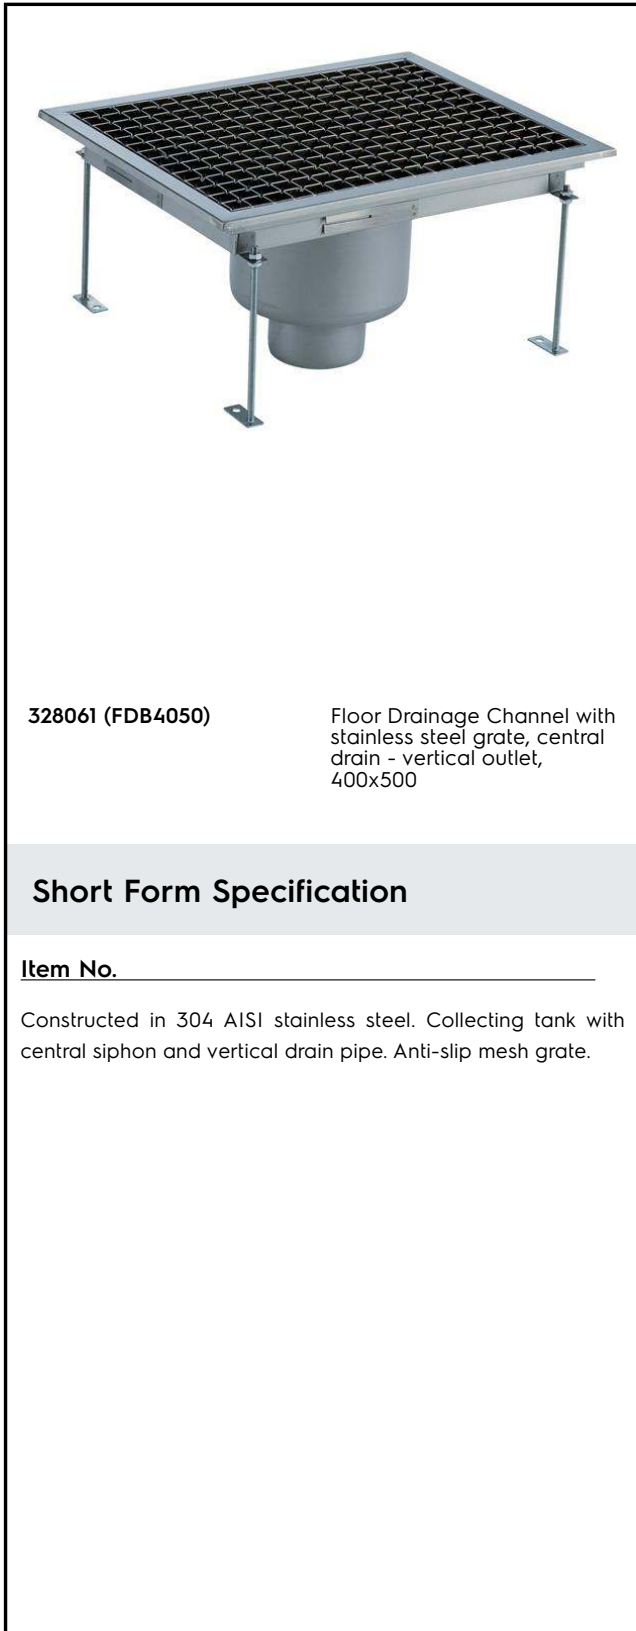 328061 (FDB4050)
Floor Drainage Channel with
stainless steel grate, central
drain - vertical outlet,
400x500
Short Form Specification
Item No.
Constructed in 304 AISI stainless steel. Collecting tank with
central siphon and vertical drain pipe. Anti-slip mesh grate.